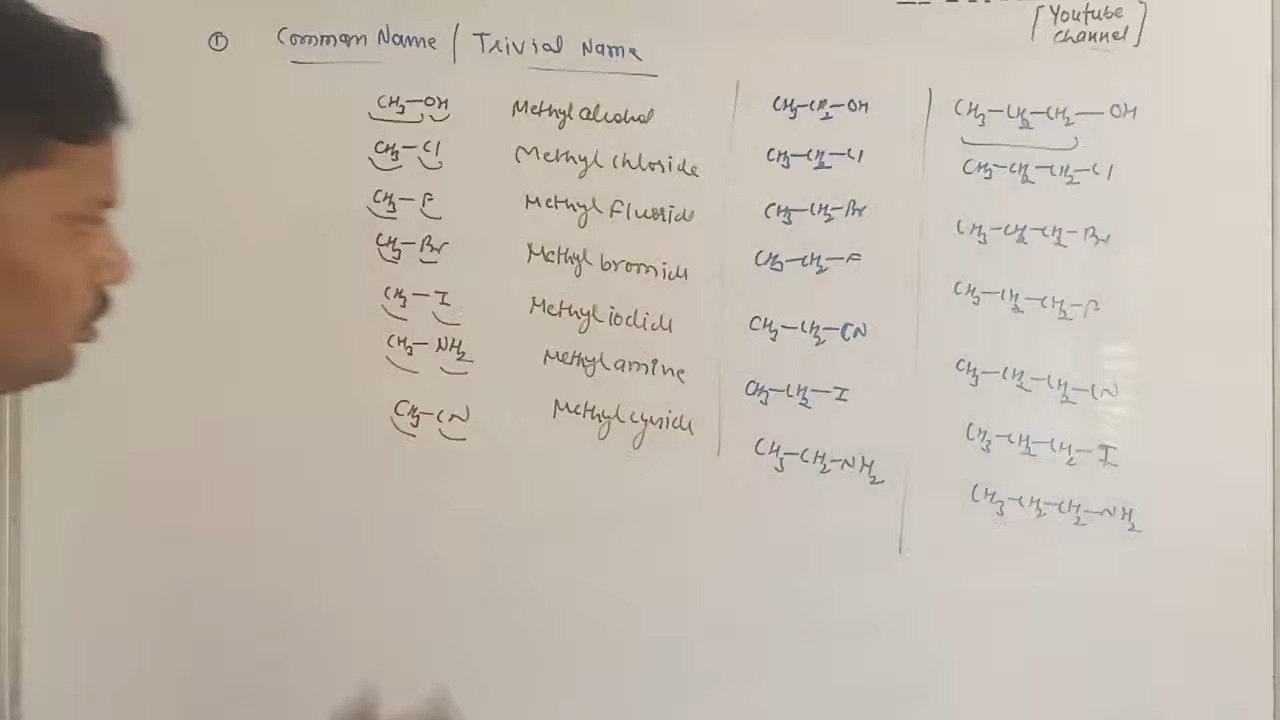 [Youtube
channel]
① Common Name / Trivial Name
CH3-OH Methyl alcohol
CH3-Cl Methyl chloride
CH3-F Methyl Fluoride
CH3-Br Methyl bromide
CH3-I Methyl iodide
CH3-NH2 Methyl amine
CH3-CN Methyl cynide
CH3-CH2-OH
CH3-CH2-Cl
CH3-CH2-Br
CH3-CH2-F
CH3-CH2-CN
CH3-CH2-I
CH3-CH2-NH2
CH3-CH2-CH2-OH
CH3-CH2-CH2-Cl
CH3-CH2-CH2-Br
CH3-CH2-CH2-F
CH3-CH2-CH2-CN
CH3-CH2-CH2-I
CH3-CH2-CH2-NH2